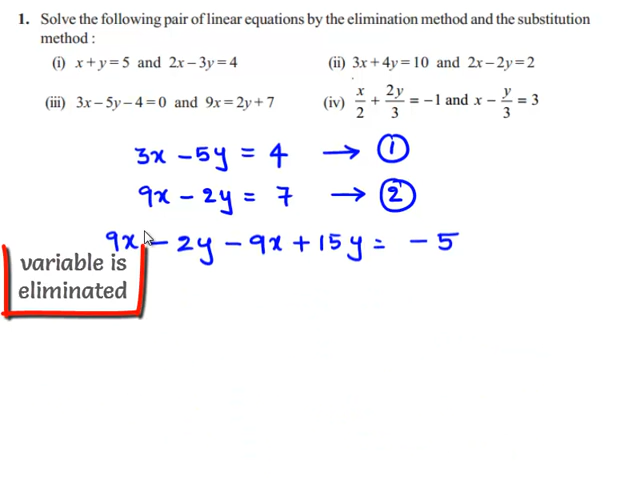 1. Solve the following pair of linear equations by the elimination method and the substitution
method :
(i) x + y = 5 and 2x – 3y = 4 (ii) 3x + 4y = 10 and 2x – 2y = 2
(iii) 3x – 5y – 4 = 0 and 9x = 2y + 7 (iv) x/2 + 2y/3 = –1 and x – y/3 = 3
3x – 5y = 4 → ①
9x – 2y = 7 → ②
9x – 2y – 9x + 15y = – 5
variable is
eliminated